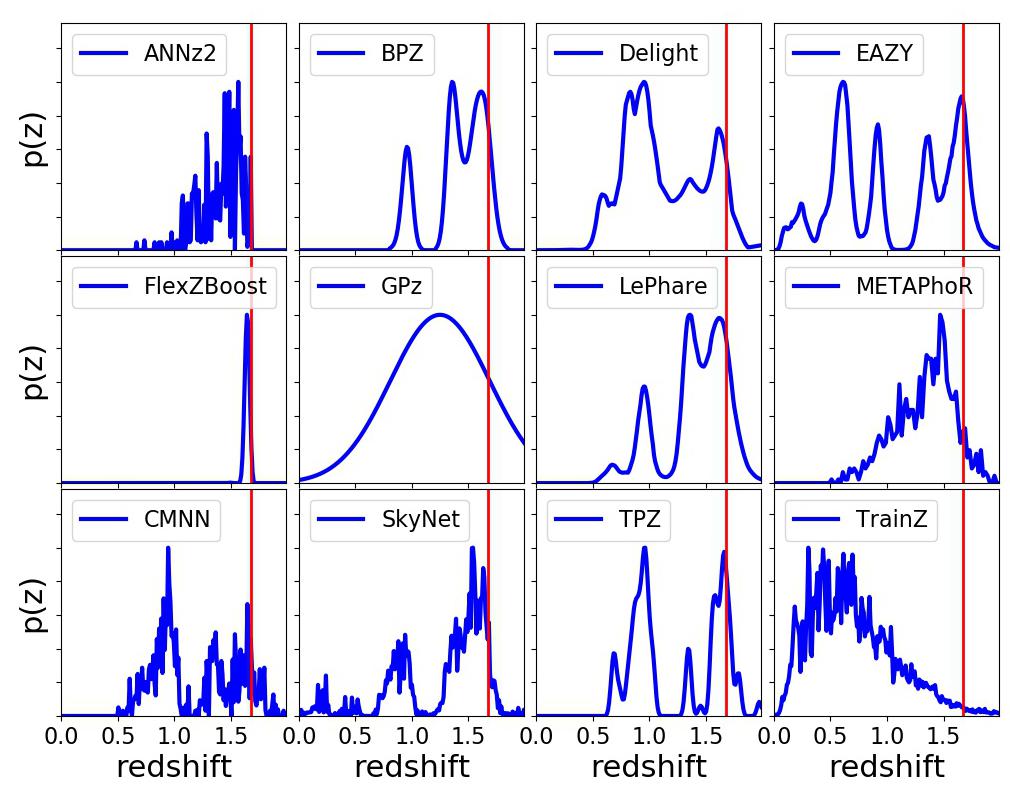 ANNz2
BPZ
Delight
EAZY
p(z)
FlexZBoost
GPz
LePhare
METAPhoR
p(z)
CMNN
SkyNet
TPZ
TrainZ
p(z)
0.0 0.5 1.0 1.5 0.0 0.5 1.0 1.5 0.0 0.5 1.0 1.5 0.0 0.5 1.0 1.5
redshift redshift redshift redshift